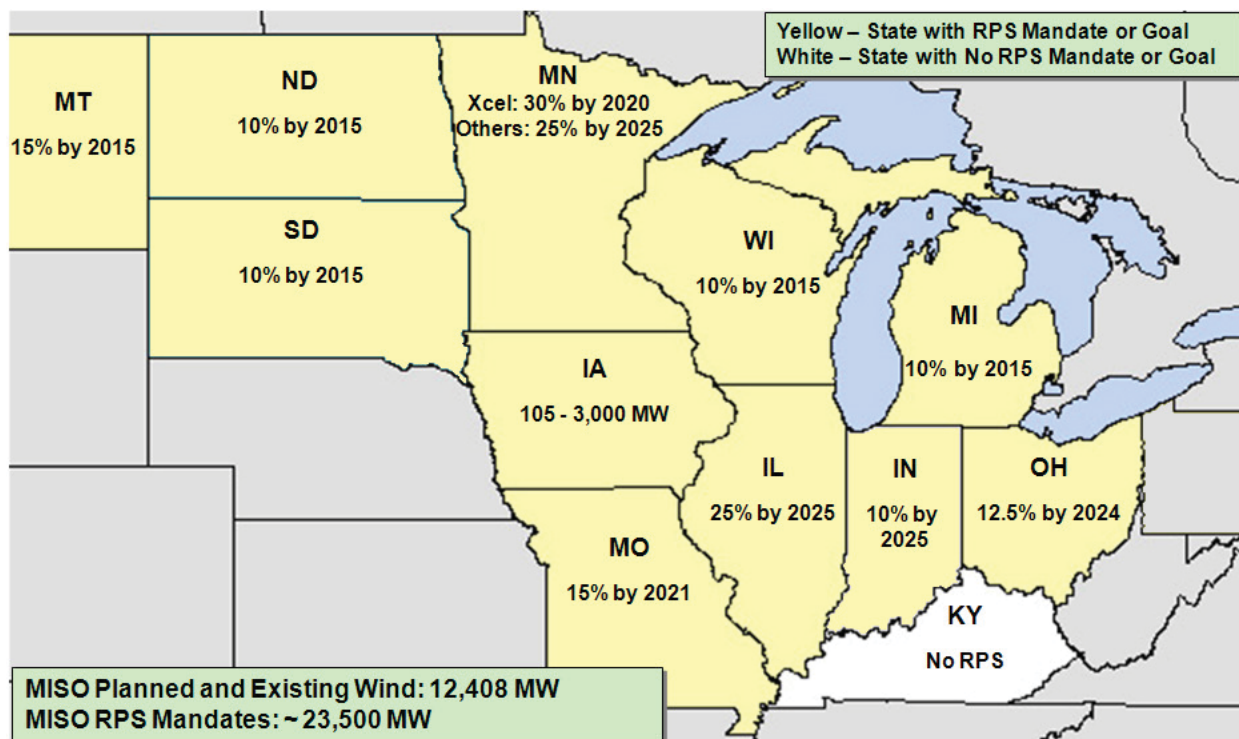 Yellow – State with RPS Mandate or Goal
White – State with No RPS Mandate or Goal
MT
15% by 2015
ND
10% by 2015
MN
Xcel: 30% by 2020
Others: 25% by 2025
SD
10% by 2015
WI
10% by 2015
MI
10% by 2015
IA
105 - 3,000 MW
IL
25% by 2025
IN
10% by
2025
OH
12.5% by 2024
MO
15% by 2021
KY
No RPS
MISO Planned and Existing Wind: 12,408 MW
MISO RPS Mandates: ~ 23,500 MW